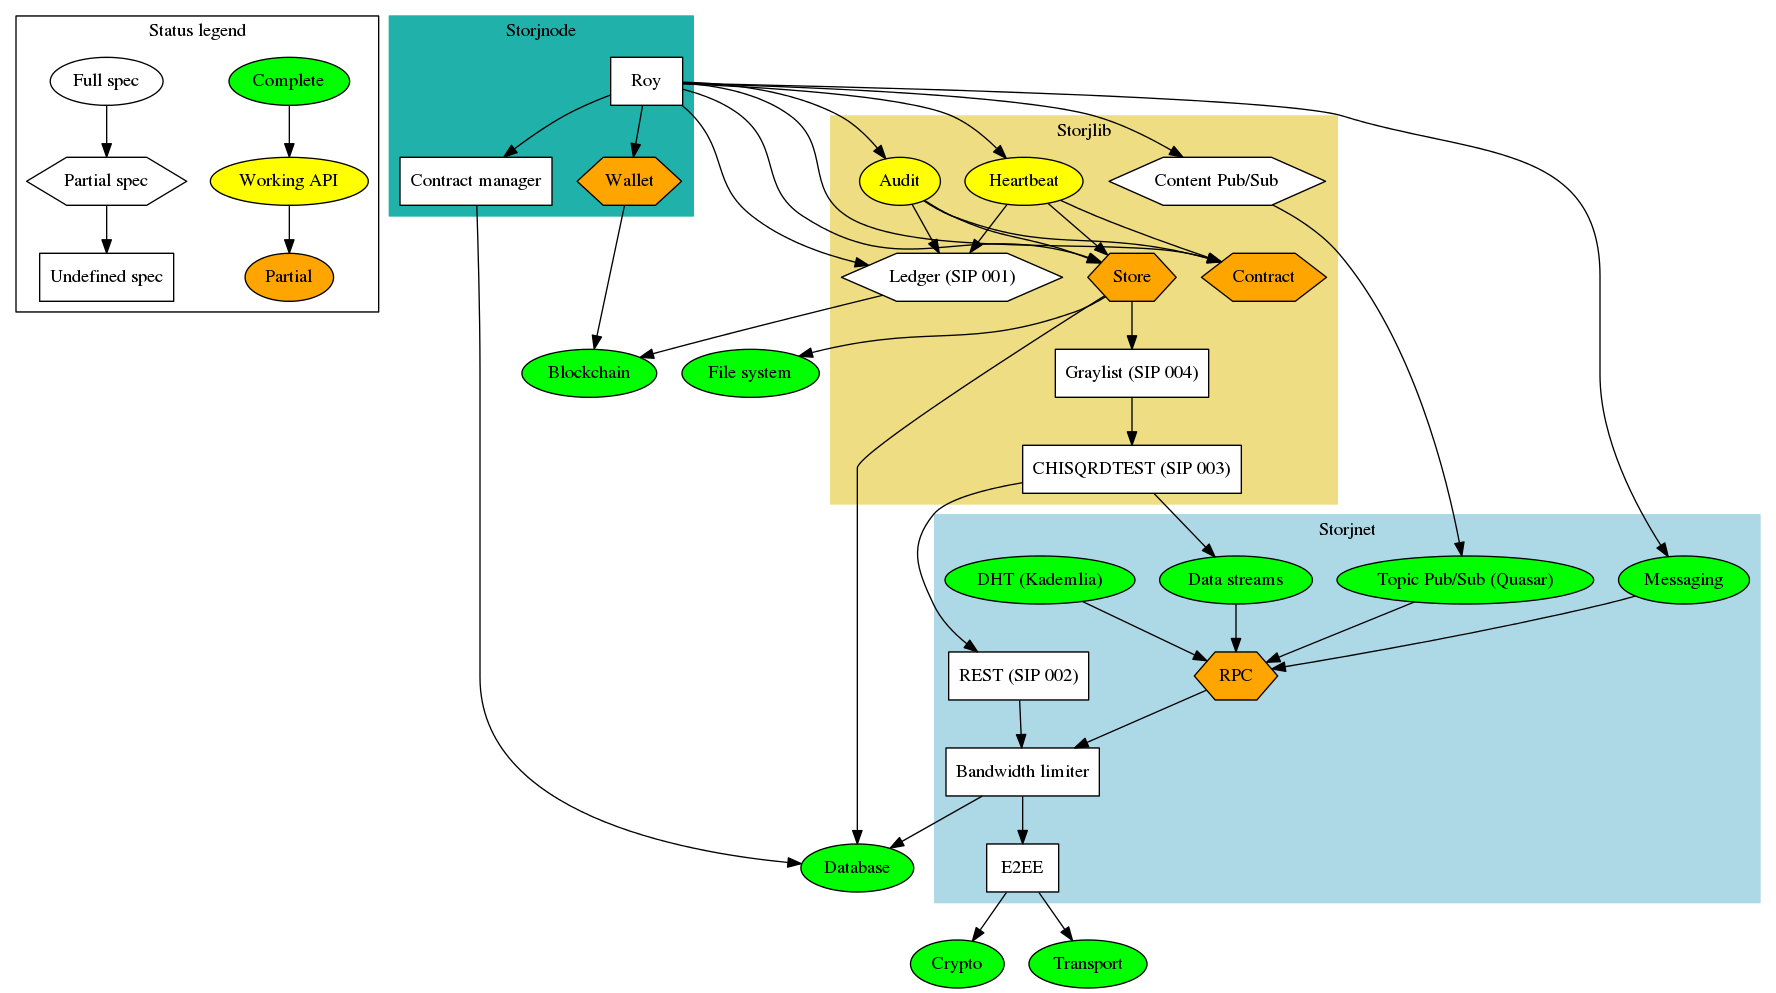 Status legend
Full spec
Complete
Partial spec
Working API
Undefined spec
Partial
Storjnode
Roy
Contract manager
Wallet
Storjlib
Audit
Heartbeat
Content Pub/Sub
Ledger (SIP 001)
Store
Contract
Blockchain
File system
Graylist (SIP 004)
CHISQRDTEST (SIP 003)
Storjnet
DHT (Kademlia)
Data streams
Topic Pub/Sub (Quasar)
Messaging
REST (SIP 002)
RPC
Bandwidth limiter
Database
E2EE
Crypto
Transport